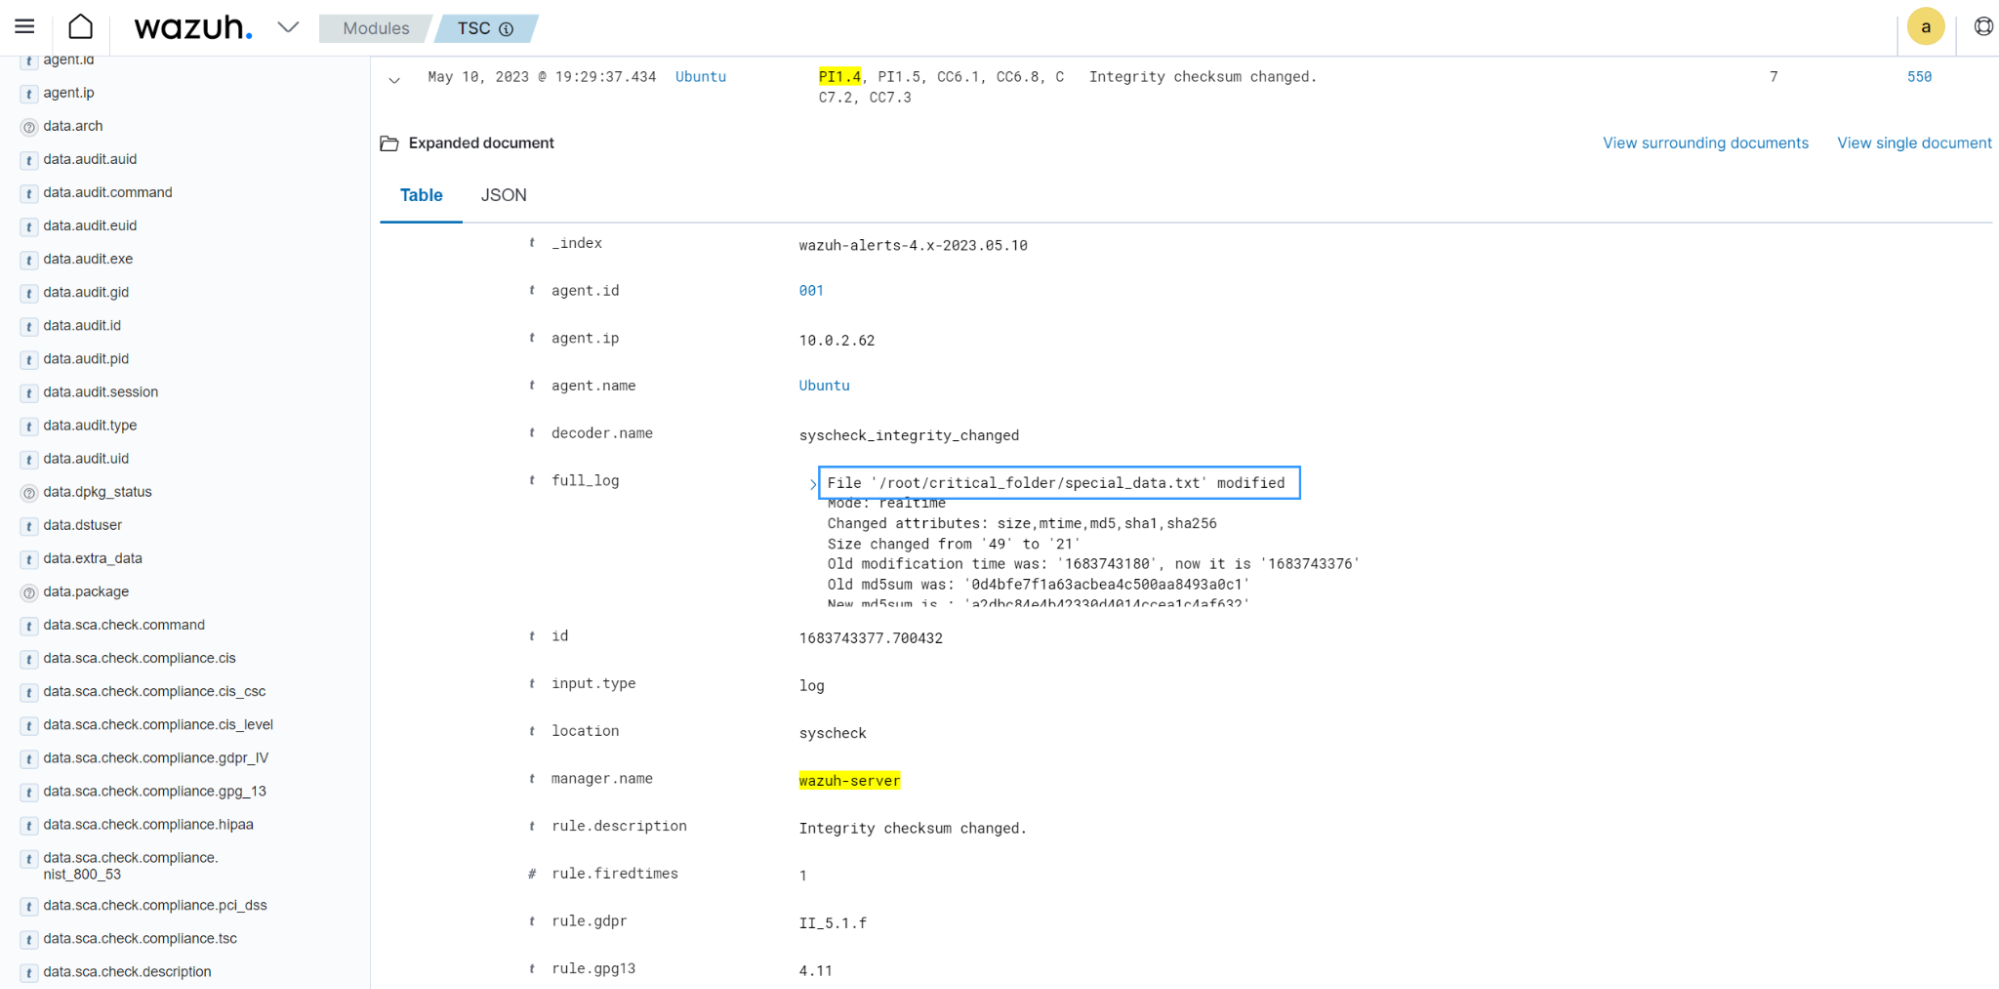 wazuh.
Modules
TSC
a
agent.id
agent.ip
data.arch
data.audit.auid
data.audit.command
data.audit.euid
data.audit.exe
data.audit.gid
data.audit.id
data.audit.pid
data.audit.session
data.audit.type
data.audit.uid
data.dpkg_status
data.dstuser
data.extra_data
data.package
data.sca.check.command
data.sca.check.compliance.cis
data.sca.check.compliance.cis_csc
data.sca.check.compliance.cis_level
data.sca.check.compliance.gdpr_IV
data.sca.check.compliance.gpg_13
data.sca.check.compliance.hipaa
data.sca.check.compliance.
nist_800_53
data.sca.check.compliance.pci_dss
data.sca.check.compliance.tsc
data.sca.check.description
May 10, 2023 @ 19:29:37.434 Ubuntu PI1.4, PI1.5, CC6.1, CC6.8, C Integrity checksum changed. 7 550
C7.2, CC7.3
Expanded document View surrounding documents View single document
Table JSON
t _index wazuh-alerts-4.x-2023.05.10
t agent.id 001
t agent.ip 10.0.2.62
t agent.name Ubuntu
t decoder.name syscheck_integrity_changed
t full_log File '/root/critical_folder/special_data.txt' modified
Mode: realtime
Changed attributes: size,mtime,md5,sha1,sha256
Size changed from '49' to '21'
Old modification time was: '1683743180', now it is '1683743376'
Old md5sum was: '0d4bfe7f1a63acbea4c500aa8493a0c1'
New md5sum is : 'a2dbc84e4b42330d4014ccea1c4af632'
t id 1683743377.700432
t input.type log
t location syscheck
t manager.name wazuh-server
t rule.description Integrity checksum changed.
# rule.firedtimes 1
t rule.gdpr II_5.1.f
t rule.gpg13 4.11